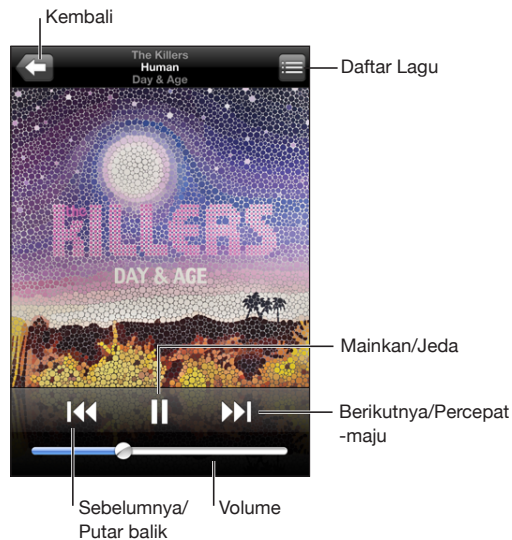 Kembali
The Killers
Human
Day & Age
Daftar Lagu
THE
KILLERS
DAY & AGE
Mainkan/Jeda
Berikutnya/Percepat
-maju
Sebelumnya/
Putar balik
Volume